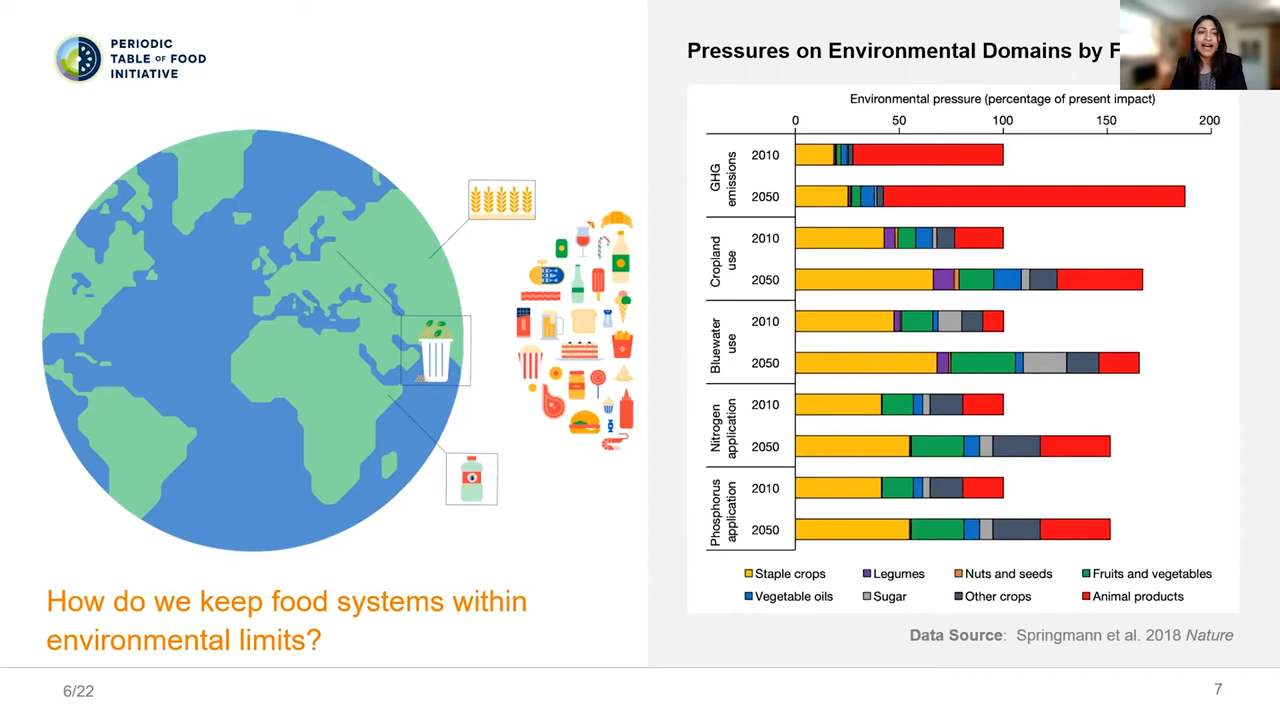 PERIODIC
TABLE OF FOOD
INITIATIVE
How do we keep food systems within
environmental limits?
Pressures on Environmental Domains by F
Environmental pressure (percentage of present impact)
0 50 100 150 200
GHG
emissions
2010
2050
Cropland
use
2010
2050
Bluewater
use
2010
2050
Nitrogen
application
2010
2050
Phosphorus
application
2010
2050
Staple crops Legumes Nuts and seeds Fruits and vegetables
Vegetable oils Sugar Other crops Animal products
Data Source: Springmann et al. 2018 Nature
6/22 7